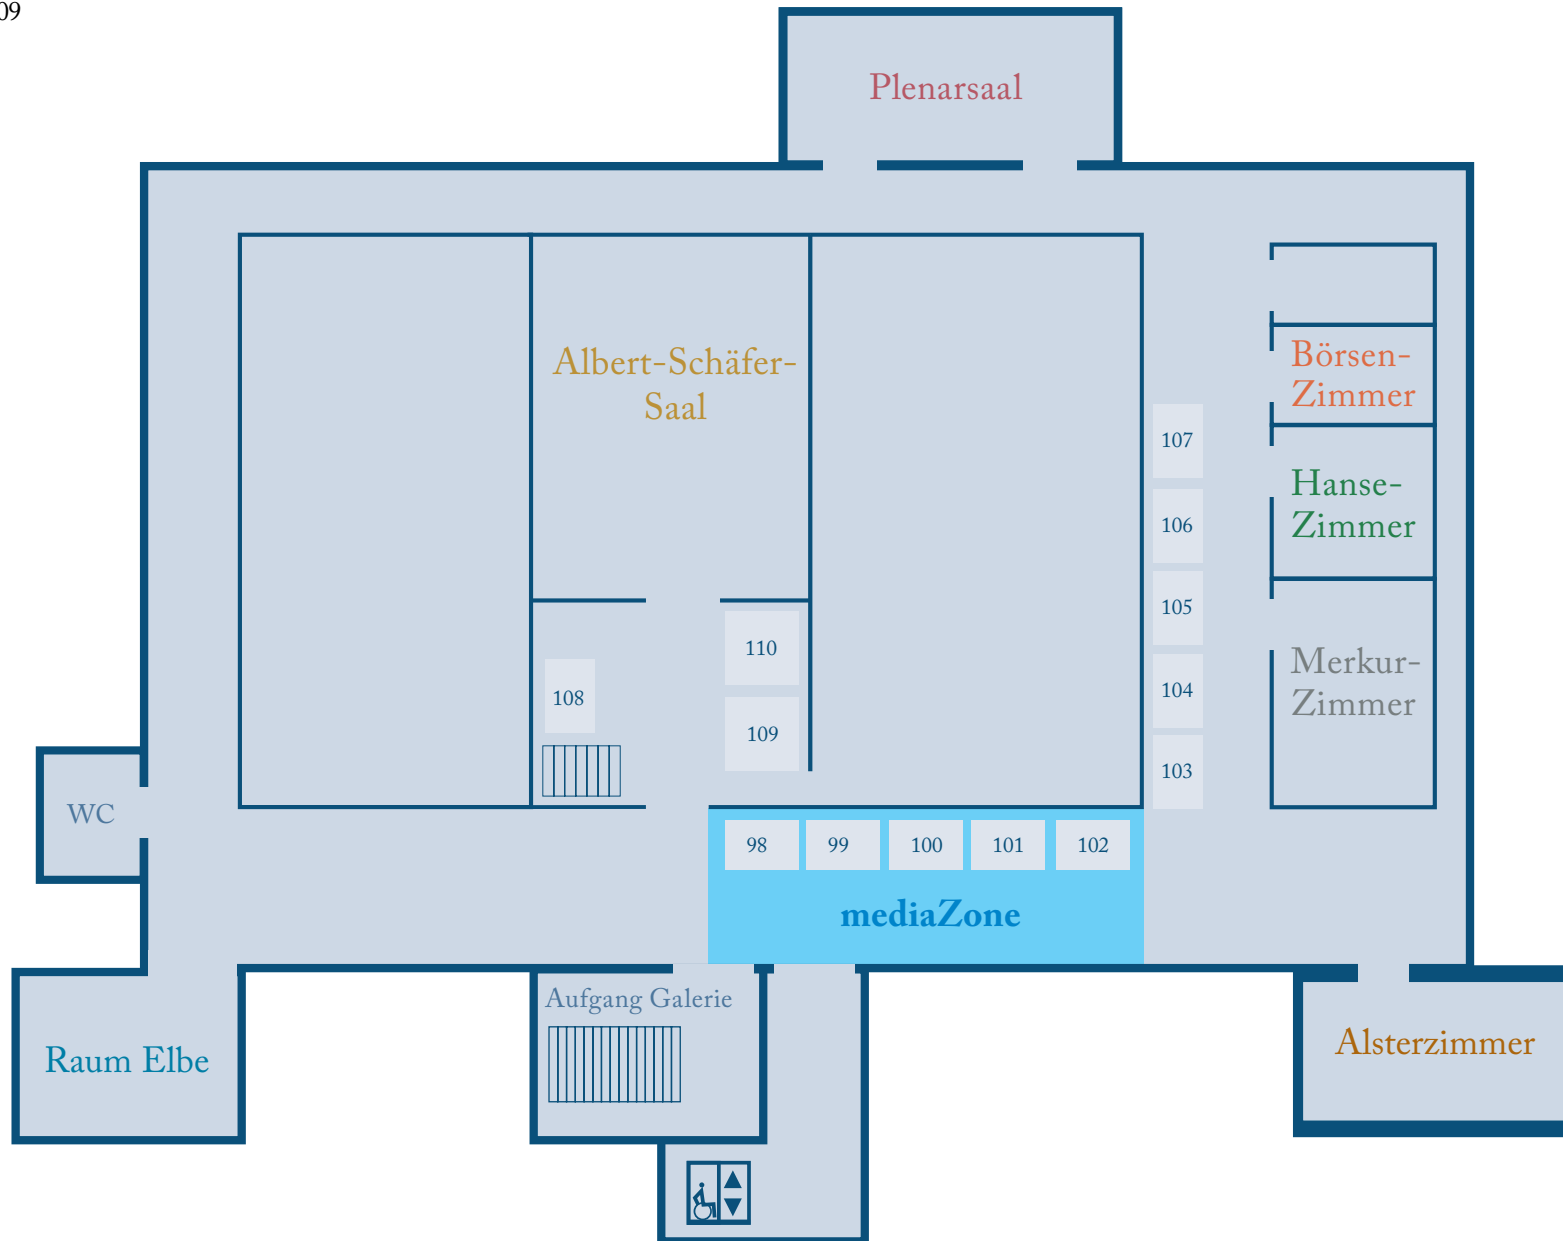 09
Plenarsaal
Albert-Schäfer-
Saal
Börsen-
Zimmer
107
Hanse-
Zimmer
106
105
110
Merkur-
Zimmer
104
108
109
103
WC
98
99
100
101
102
mediaZone
Aufgang Galerie
Raum Elbe
Alsterzimmer